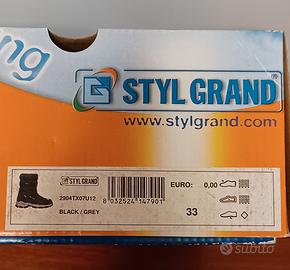 ng
STYL GRAND®
www.stylgrand.com
STYL GRAND
EURO:
0,00
2904TX07U12
8 032524 147901
BLACK / GREY
33
subito